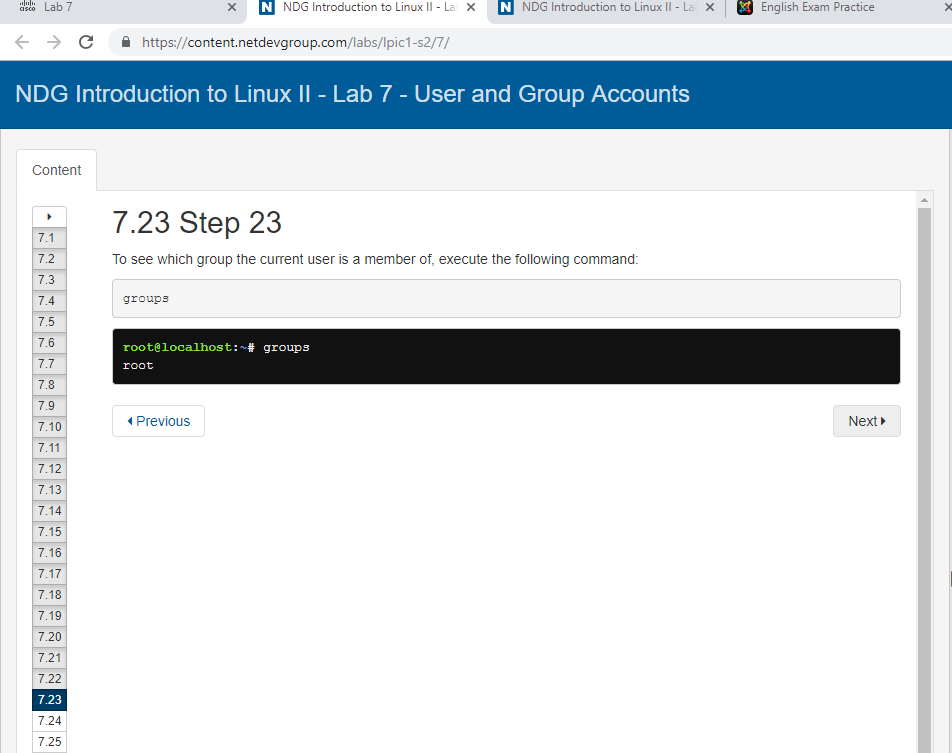 cisco
Lab 7
NDG Introduction to Linux II - La
NDG Introduction to Linux II - La
English Exam Practice
https://content.netdevgroup.com/labs/lpic1-s2/7/
NDG Introduction to Linux II - Lab 7 - User and Group Accounts
Content
7.23 Step 23
To see which group the current user is a member of, execute the following command:
groups
root@localhost:~# groups
root
Previous
Next
7.1
7.2
7.3
7.4
7.5
7.6
7.7
7.8
7.9
7.10
7.11
7.12
7.13
7.14
7.15
7.16
7.17
7.18
7.19
7.20
7.21
7.22
7.23
7.24
7.25